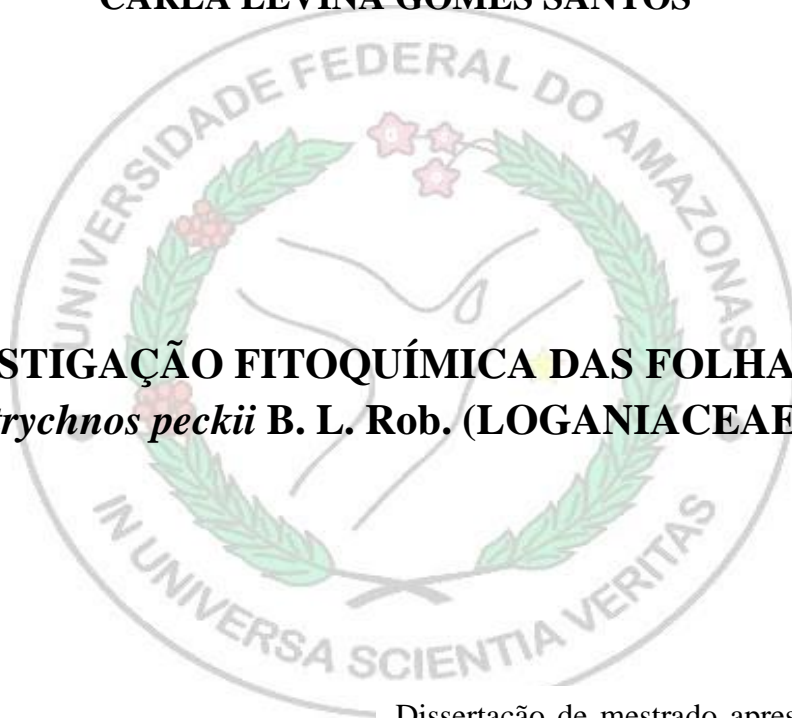 CARLA LEVINA GOMES SANTOS
UNIVERSIDADE FEDERAL DO AMAZONAS
STIGAÇÃO FITOQUÍMICA DAS FOLHA
rychnos peckii B. L. Rob. (LOGANIACEAE
IN UNIVERSA SCIENTIA VERITAS
Dissertação de mestrado apres